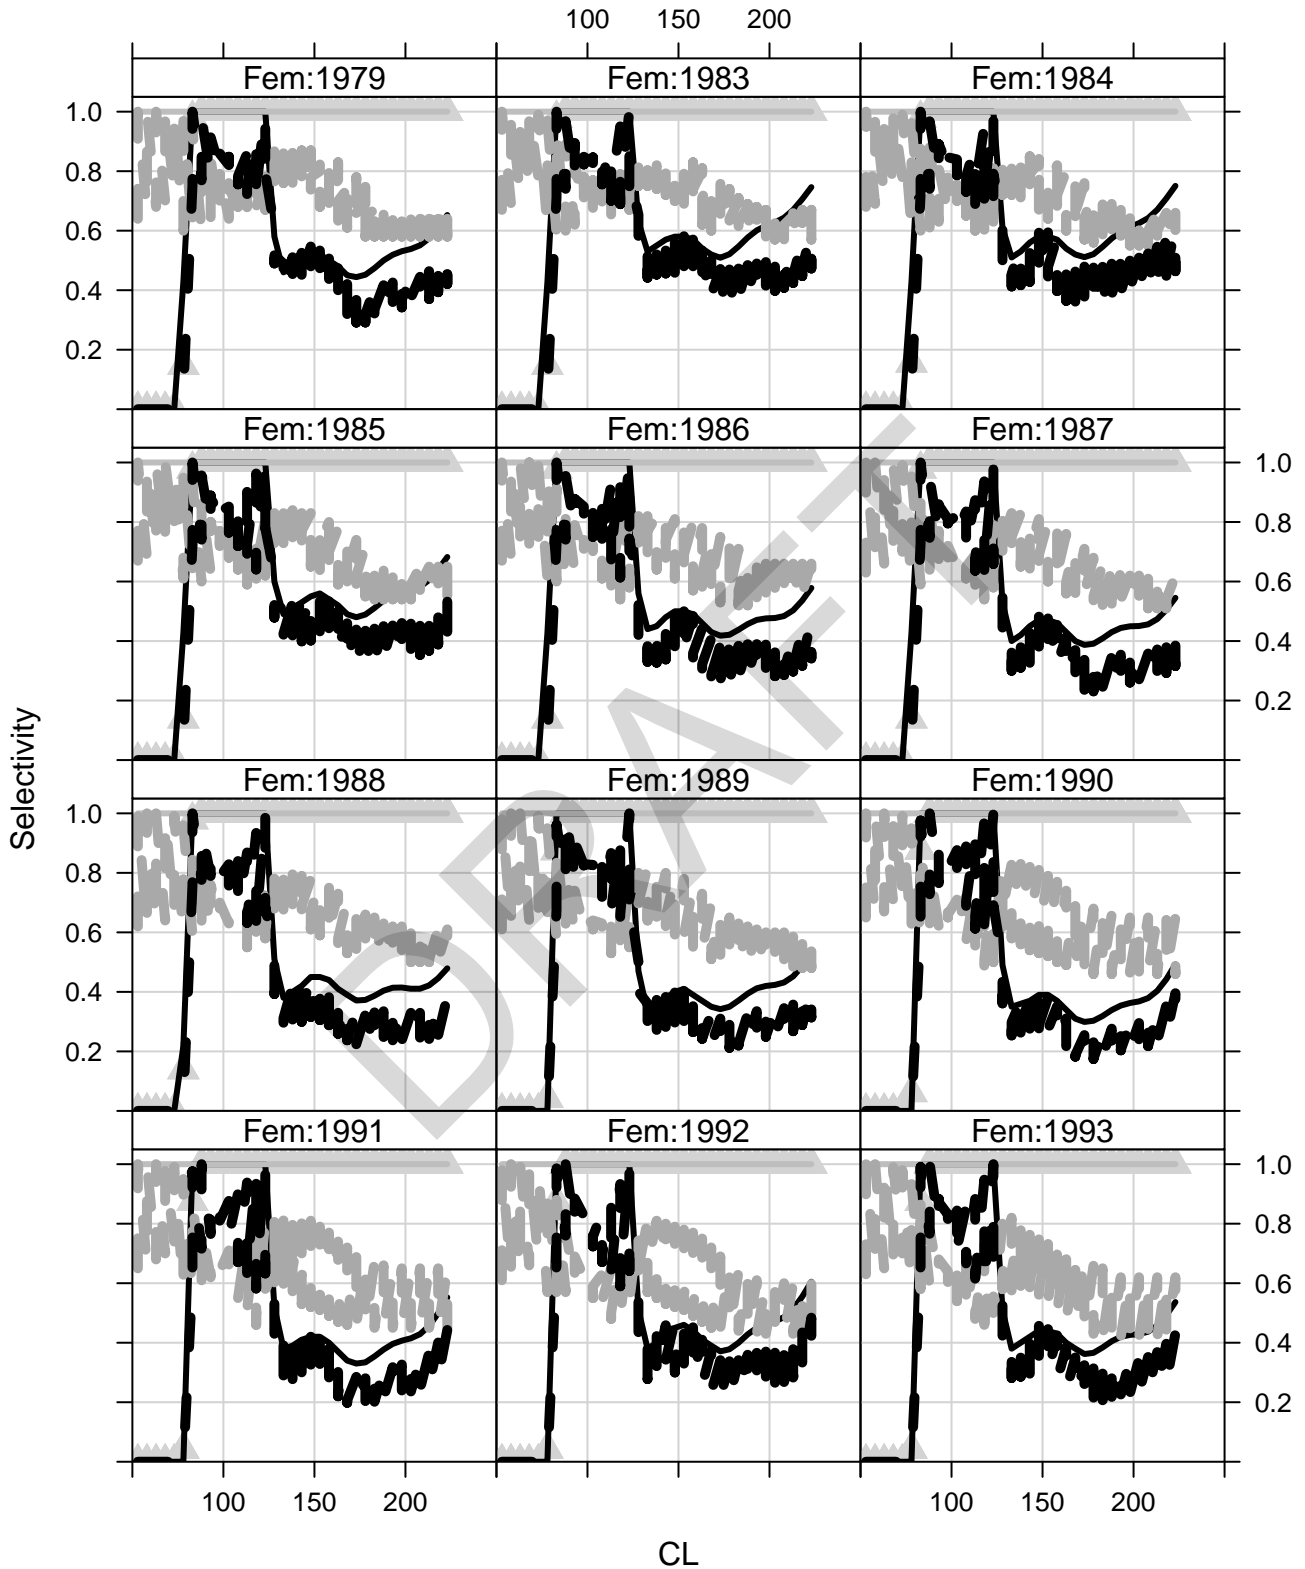 100 150 200
Fem:1979 Fem:1983 Fem:1984
1.0
0.8
0.6
0.4
0.2
Fem:1985 Fem:1986 Fem:1987
1.0
0.8
0.6
0.4
0.2
Fem:1988 Fem:1989 Fem:1990
1.0
0.8
0.6
0.4
0.2
Fem:1991 Fem:1992 Fem:1993
1.0
0.8
0.6
0.4
0.2
100 150 200 100 150 200
Selectivity
CL
DRAFT